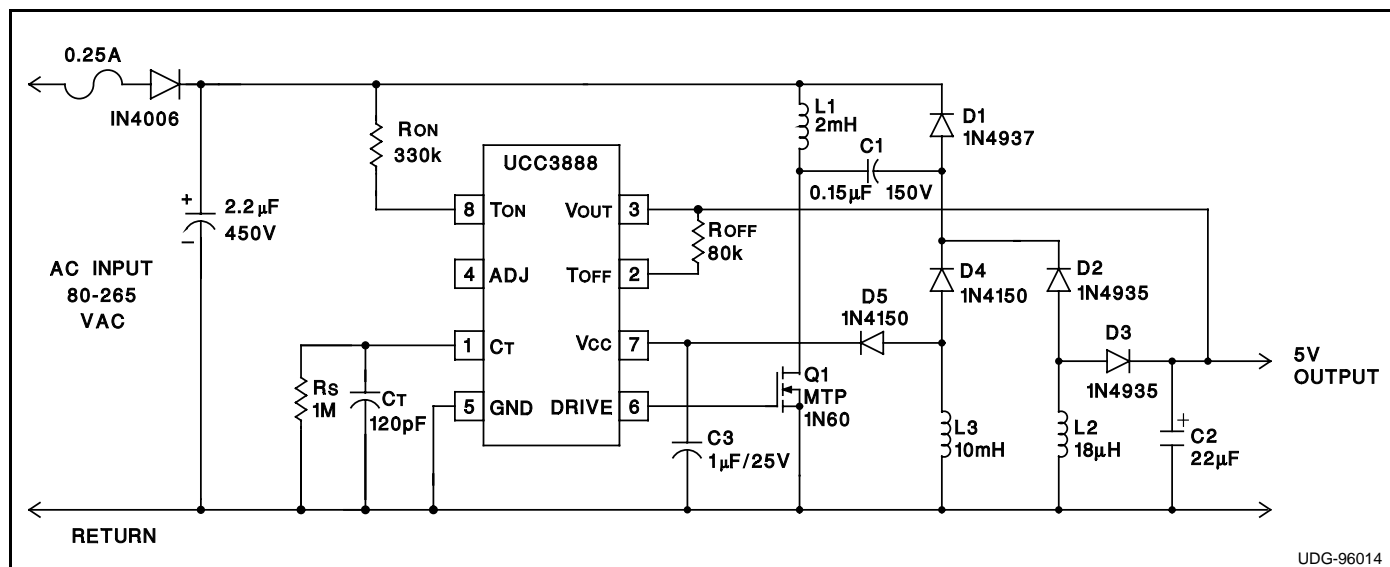 0.25A
IN4006
RON
330k
2.2µF
450V
+
–
AC INPUT
80-265
VAC
UCC3888
8 TON
VOUT 3
4 ADJ
TOFF 2
1 CT
VCC 7
5 GND
DRIVE 6
RS
1M
CT
120pF
ROFF
80k
L1
2mH
C1
0.15µF 150V
D1
1N4937
D4
1N4150
D2
1N4935
D5
1N4150
D3
1N4935
Q1
MTP
1N60
C3
1µF/25V
L3
10mH
L2
18µH
+
C2
22µF
5V
OUTPUT
RETURN
UDG-96014